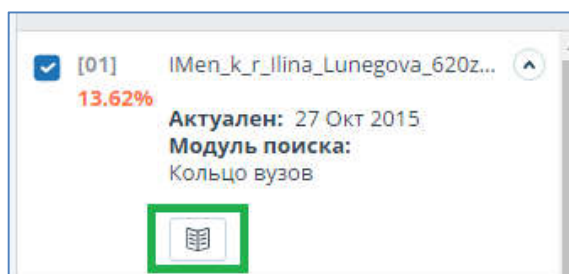 [01] IMen_k_r_Ilina_Lunegova_620z...
13.62%
Актуален: 27 Окт 2015
Модуль поиска:
Кольцо вузов